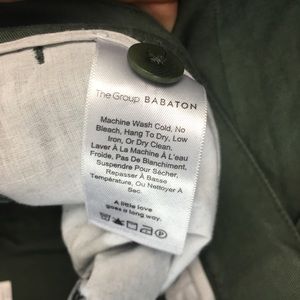 The Group BABATON
Machine Wash Cold, No
Bleach, Hang To Dry, Low
Iron, Or Dry Clean.
Laver À La Machine À L'eau
Froide, Pas De Blanchiment,
Suspendre Pour Sécher,
Repasser À Basse
Température, Ou Nettoyer À
Sec.
A little love
goes a long way.